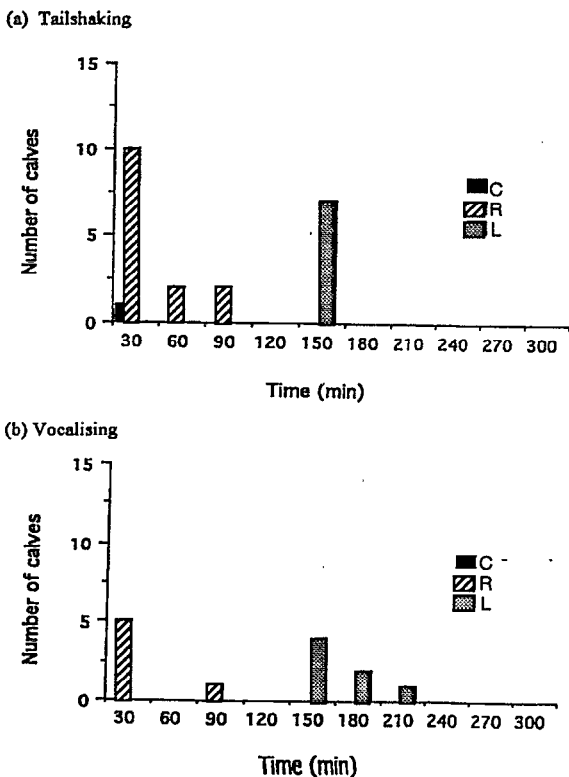 (a) Tailshaking
15
10
5
0
Number of calves
C
R
L
30 60 90 120 150 180 210 240 270 300
Time (min)
(b) Vocalising
15
10
5
0
Number of calves
C
R
L
30 60 90 120 150 180 210 240 270 300
Time (min)